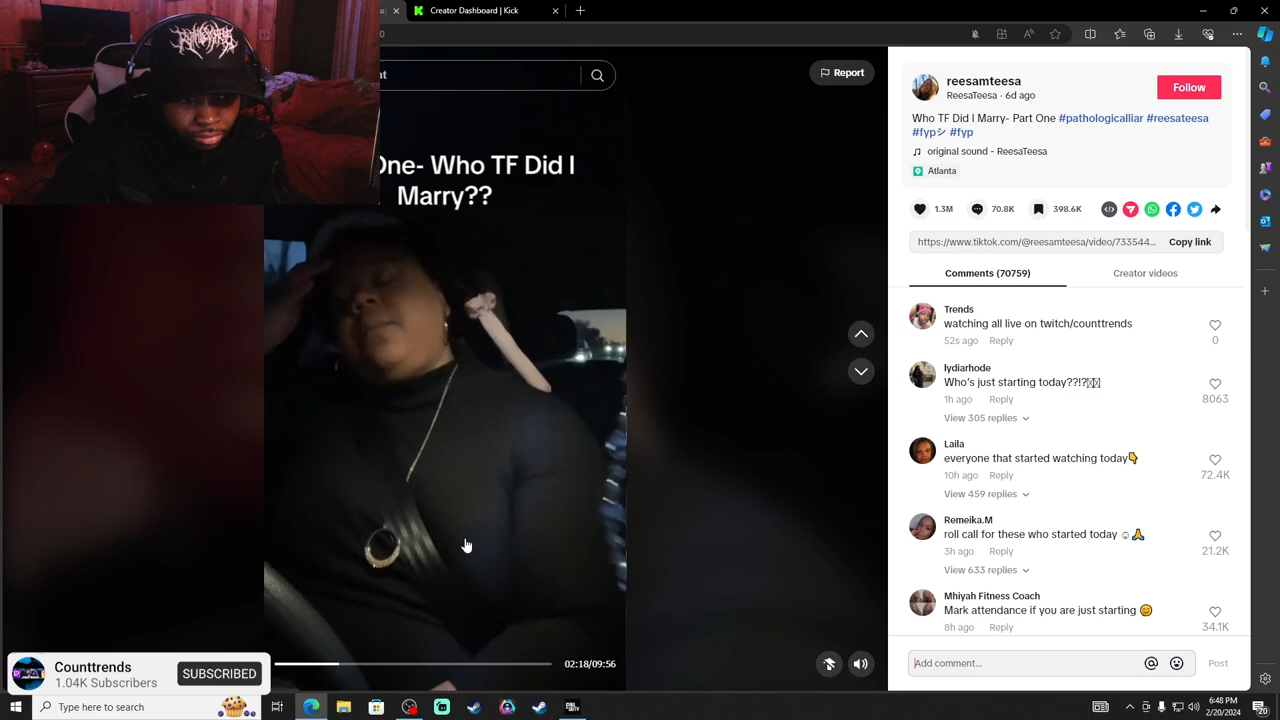 Creator Dashboard | Kick
nt
Report
One- Who TF Did I
Marry??
reesamteesa
ReesaTeesa · 6d ago
Follow
Who TF Did I Marry- Part One #pathologicalliar #reesateesa
#fypシ #fyp
♫ original sound - ReesaTeesa
Atlanta
1.3M
70.8K
398.6K
https://www.tiktok.com/@reesamteesa/video/733544...
Copy link
Comments (70759)
Creator videos
Trends
watching all live on twitch/counttrends
52s ago Reply
0
lydiarhode
Who's just starting today??!?
1h ago Reply
8063
View 305 replies
Laila
everyone that started watching today👇
10h ago Reply
72.4K
View 459 replies
Remeika.M
roll call for these who started today ☺🙏
3h ago Reply
21.2K
View 633 replies
Mhiyah Fitness Coach
Mark attendance if you are just starting 😊
8h ago Reply
34.1K
Add comment...
Post
02:18/09:56
Counttrends
1.04K Subscribers
SUBSCRIBED
Type here to search
6:48 PM
2/20/2024